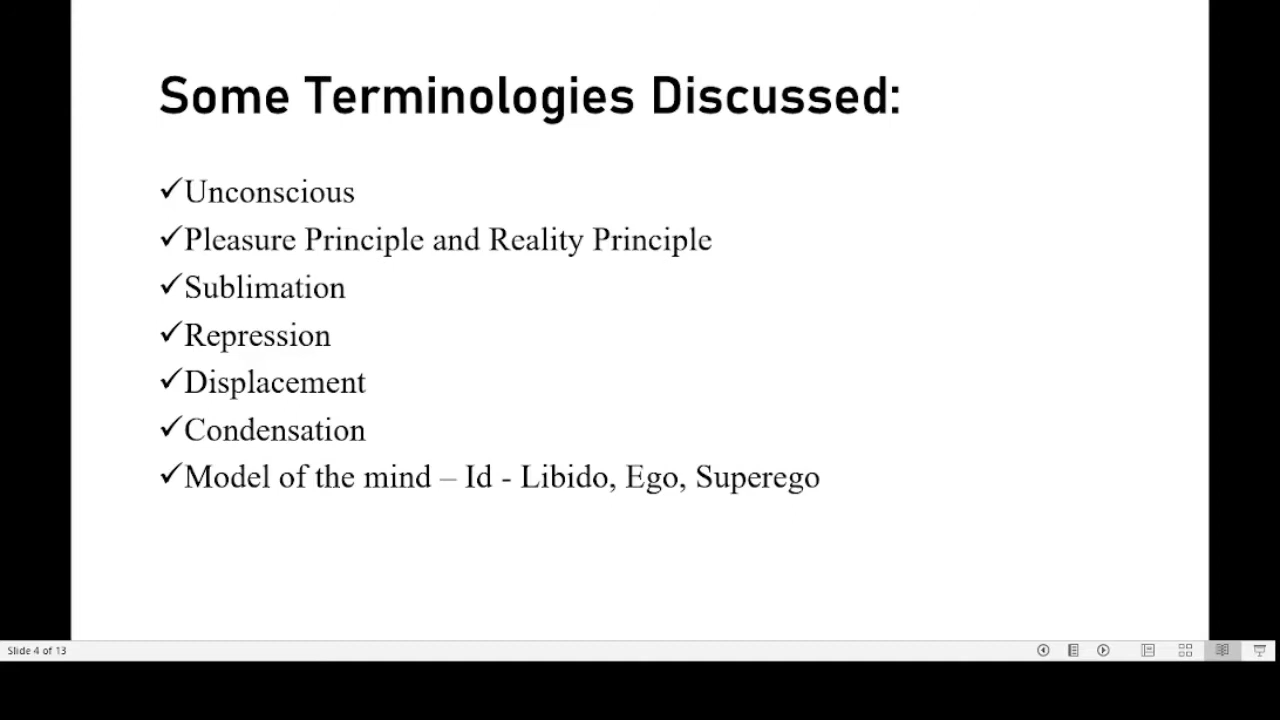 Some Terminologies Discussed:
✓Unconscious
✓Pleasure Principle and Reality Principle
✓Sublimation
✓Repression
✓Displacement
✓Condensation
✓Model of the mind – Id - Libido, Ego, Superego
Slide 4 of 13